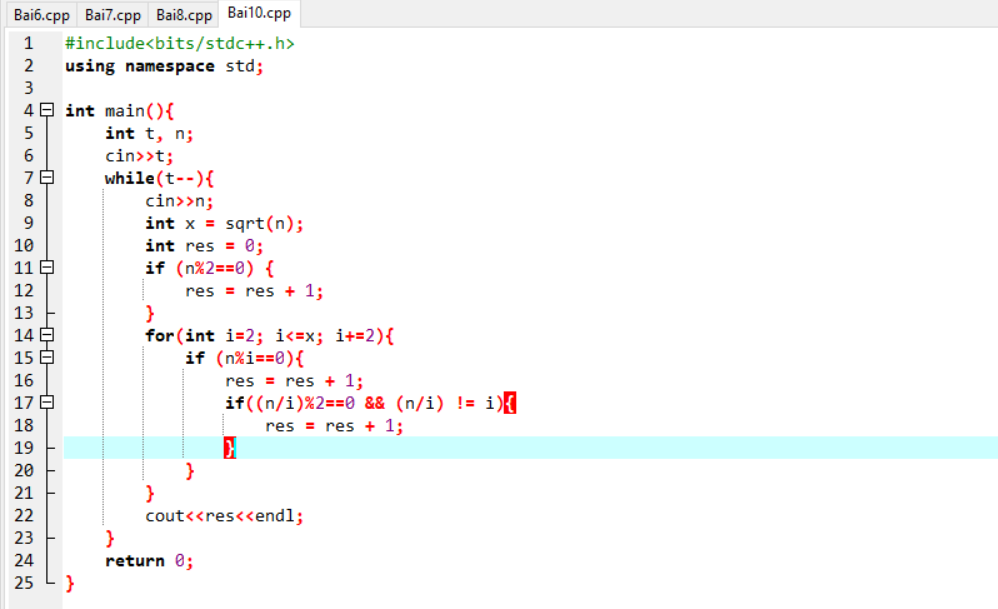 Bai6.cpp Bai7.cpp Bai8.cpp Bai10.cpp
1 #include<bits/stdc++.h>
2 using namespace std;
3
4 int main(){
5     int t, n;
6     cin>>t;
7     while(t--){
8         cin>>n;
9         int x = sqrt(n);
10         int res = 0;
11         if (n%2==0) {
12             res = res + 1;
13         }
14         for(int i=2; i<=x; i+=2){
15             if (n%i==0){
16                 res = res + 1;
17                 if((n/i)%2==0 && (n/i) != i){
18                     res = res + 1;
19                 }
20             }
21         }
22         cout<<res<<endl;
23     }
24     return 0;
25 }